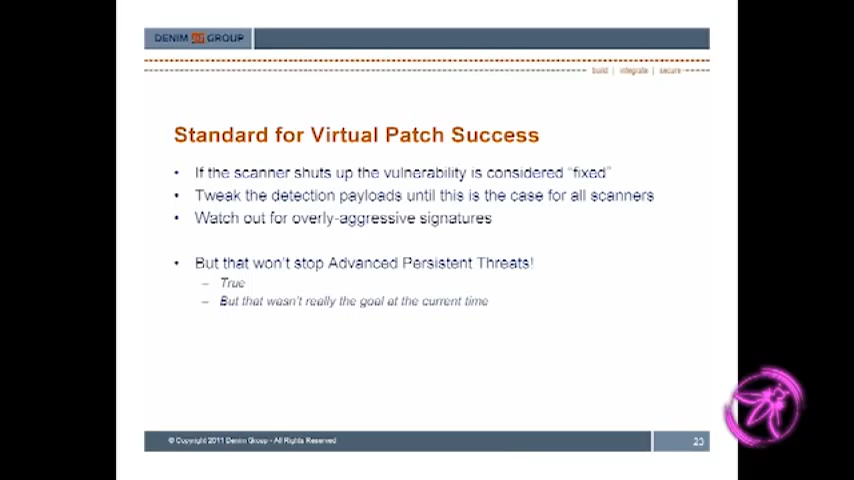 DENIM GROUP
build | integrate | secure
Standard for Virtual Patch Success
• If the scanner shuts up the vulnerability is considered “fixed”
• Tweak the detection payloads until this is the case for all scanners
• Watch out for overly-aggressive signatures
• But that won’t stop Advanced Persistent Threats!
– True
– But that wasn’t really the goal at the current time
© Copyright 2011 Denim Group - All Rights Reserved
23